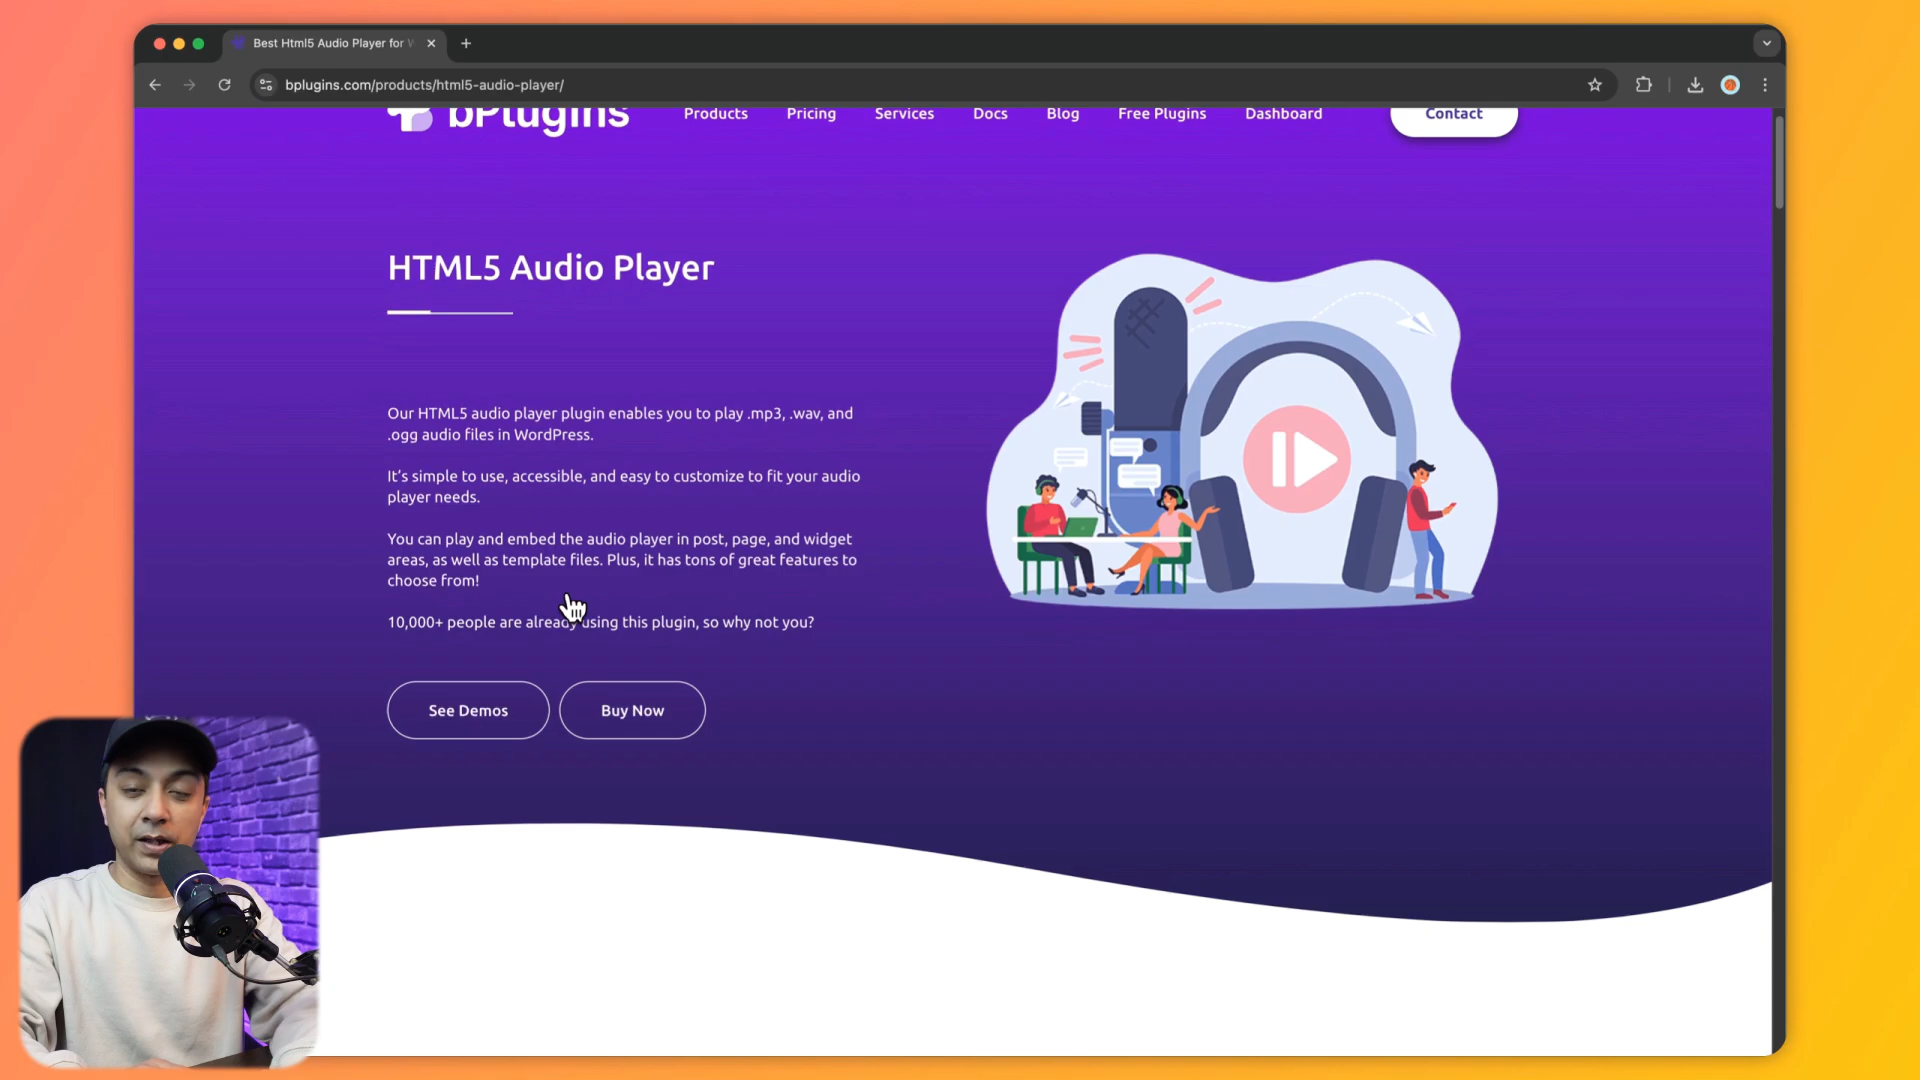 Best Html5 Audio Player for W
bplugins.com/products/html5-audio-player/
bPlugins
Products
Pricing
Services
Docs
Blog
Free Plugins
Dashboard
Contact
HTML5 Audio Player
Our HTML5 audio player plugin enables you to play .mp3, .wav, and
.ogg audio files in WordPress.
It's simple to use, accessible, and easy to customize to fit your audio
player needs.
You can play and embed the audio player in post, page, and widget
areas, as well as template files. Plus, it has tons of great features to
choose from!
10,000+ people are already using this plugin, so why not you?
See Demos
Buy Now